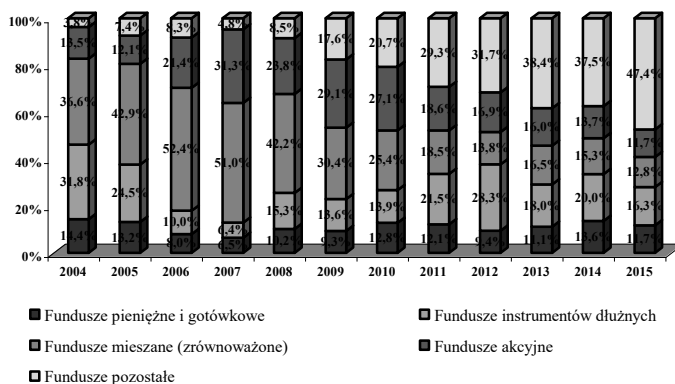 100%
80%
60%
40%
20%
0%
3,8% 7,4% 8,3% 4,8% 8,5% 17,6% 20,7% 29,3% 31,7% 38,4% 37,5% 47,4%
13,5% 12,1% 21,4% 31,3% 23,8% 29,1% 27,1% 18,6% 16,9% 16,0% 13,7% 11,7%
36,6% 42,9% 52,4% 51,0% 42,2% 30,4% 25,4% 18,5% 13,8% 16,5% 15,3% 12,8%
31,8% 24,5% 10,0% 6,4% 15,3% 13,6% 13,9% 21,5% 28,3% 18,0% 20,0% 16,3%
14,4% 13,2% 8,0% 6,5% 10,2% 9,3% 12,8% 12,1% 9,4% 11,1% 13,6% 11,7%
2004 2005 2006 2007 2008 2009 2010 2011 2012 2013 2014 2015
Fundusze pieniężne i gotówkowe
Fundusze instrumentów dłużnych
Fundusze mieszane (zrównoważone)
Fundusze akcyjne
Fundusze pozostałe